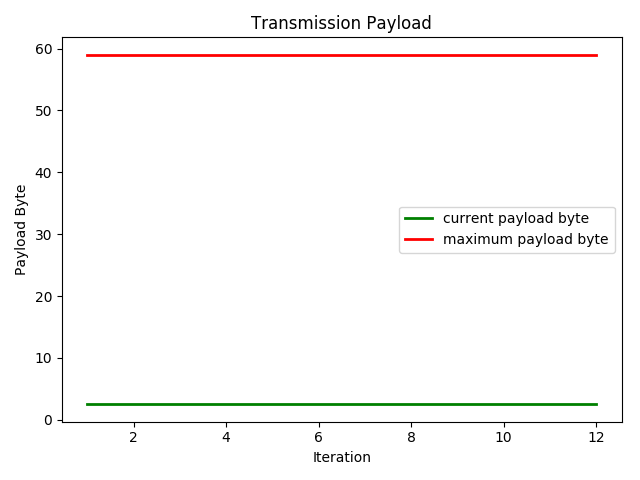 Transmission Payload
60
50
40
30
20
10
0
Payload Byte
current payload byte
maximum payload byte
2 4 6 8 10 12
Iteration